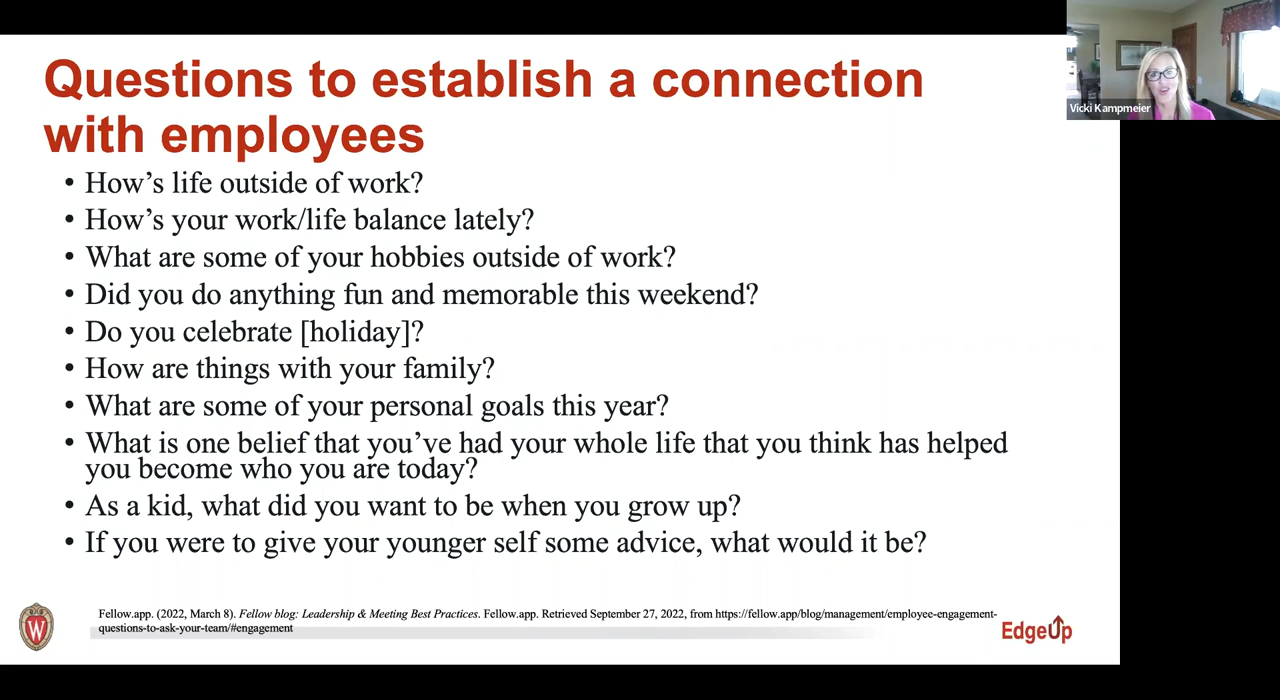 Questions to establish a connection
with employees
Vicki Kampmeier
• How’s life outside of work?
• How’s your work/life balance lately?
• What are some of your hobbies outside of work?
• Did you do anything fun and memorable this weekend?
• Do you celebrate [holiday]?
• How are things with your family?
• What are some of your personal goals this year?
• What is one belief that you’ve had your whole life that you think has helped
you become who you are today?
• As a kid, what did you want to be when you grow up?
• If you were to give your younger self some advice, what would it be?
Fellow.app. (2022, March 8). Fellow blog: Leadership & Meeting Best Practices. Fellow.app. Retrieved September 27, 2022, from https://fellow.app/blog/management/employee-engagement-
questions-to-ask-your-team/#engagement
W
EdgeUp